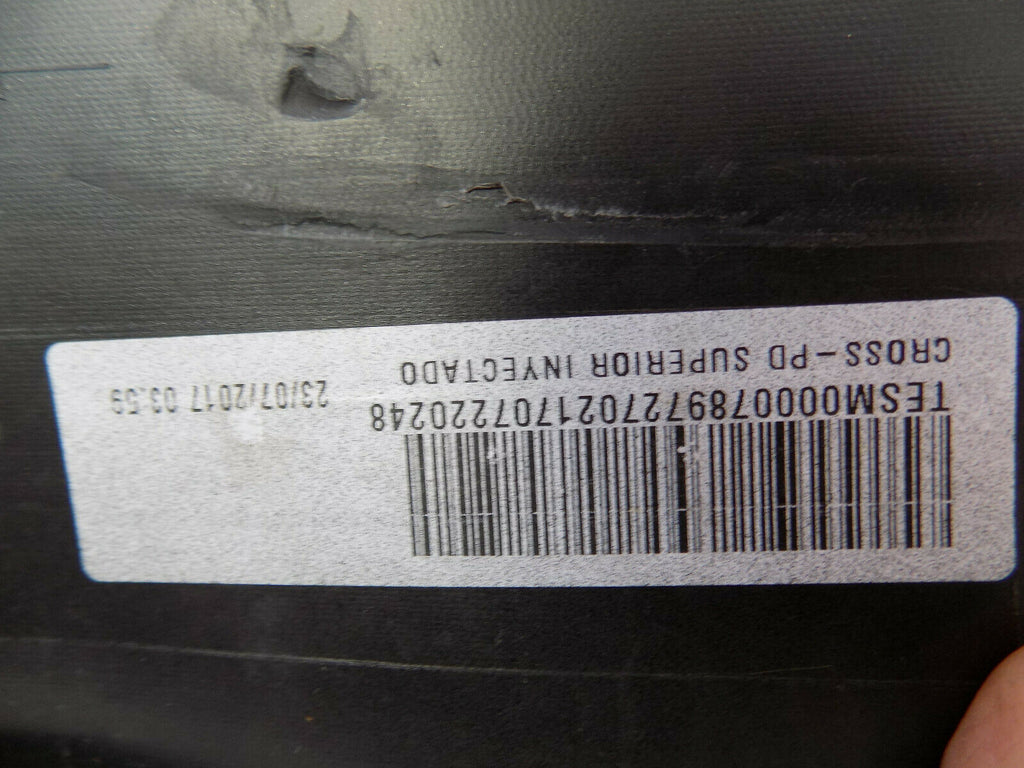 TESM0000789727021707220248 23/07/2017 03.59
CROSS-PD SUPERIOR INYECTADO